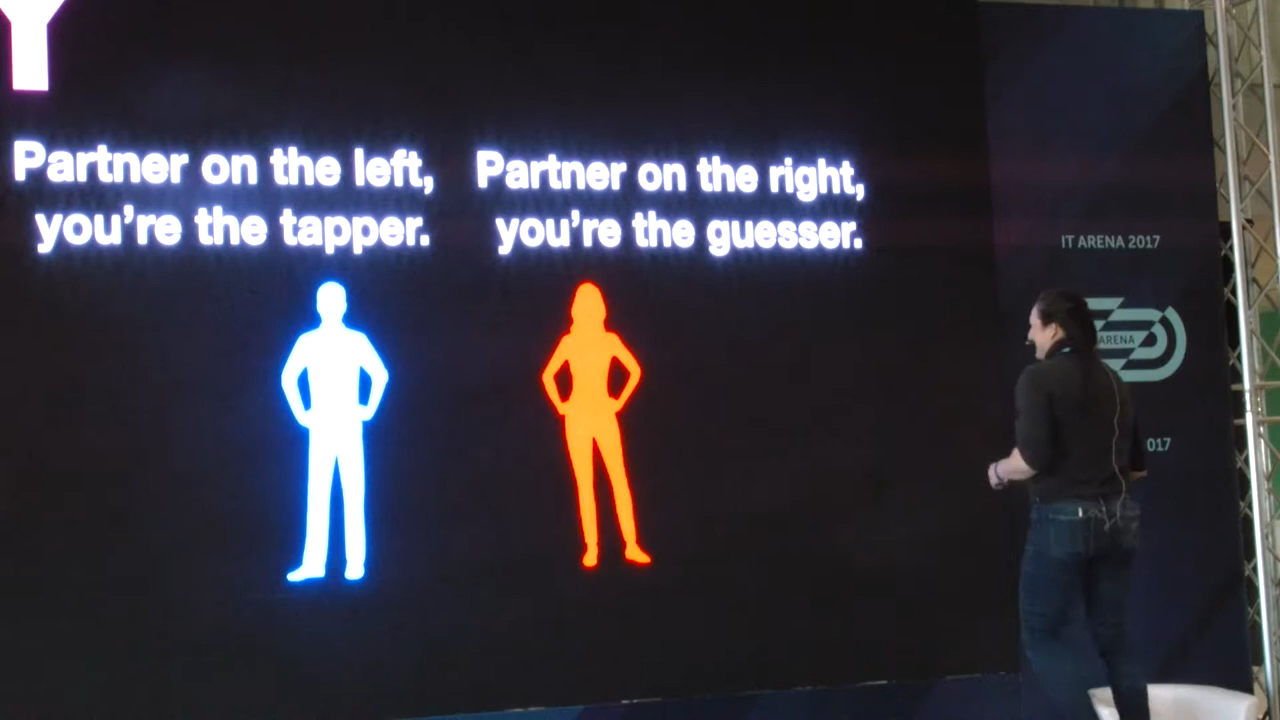 Y
Partner on the left,
you're the tapper.
Partner on the right,
you're the guesser.
IT ARENA 2017
ARENA
017